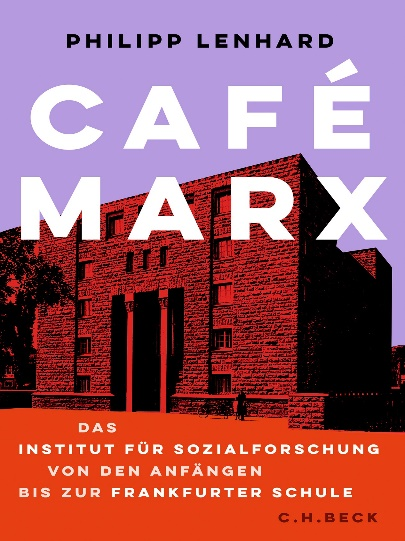 PHILIPP LENHARD
CAFÉ
MARX
DAS
INSTITUT FÜR SOZIALFORSCHUNG
VON DEN ANFÄNGEN
BIS ZUR FRANKFURTER SCHULE
C.H.BECK